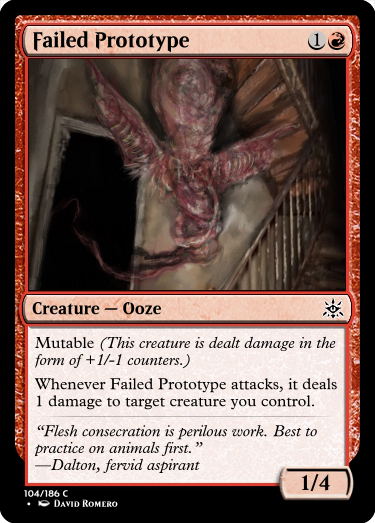 Failed Prototype 1
Creature — Ooze
Mutable (This creature is dealt damage in the
form of +1/-1 counters.)
Whenever Failed Prototype attacks, it deals
1 damage to target creature you control.
“Flesh consecration is perilous work. Best to
practice on animals first.”
—Dalton, fervid aspirant
1/4
104/186 C
• David Romero